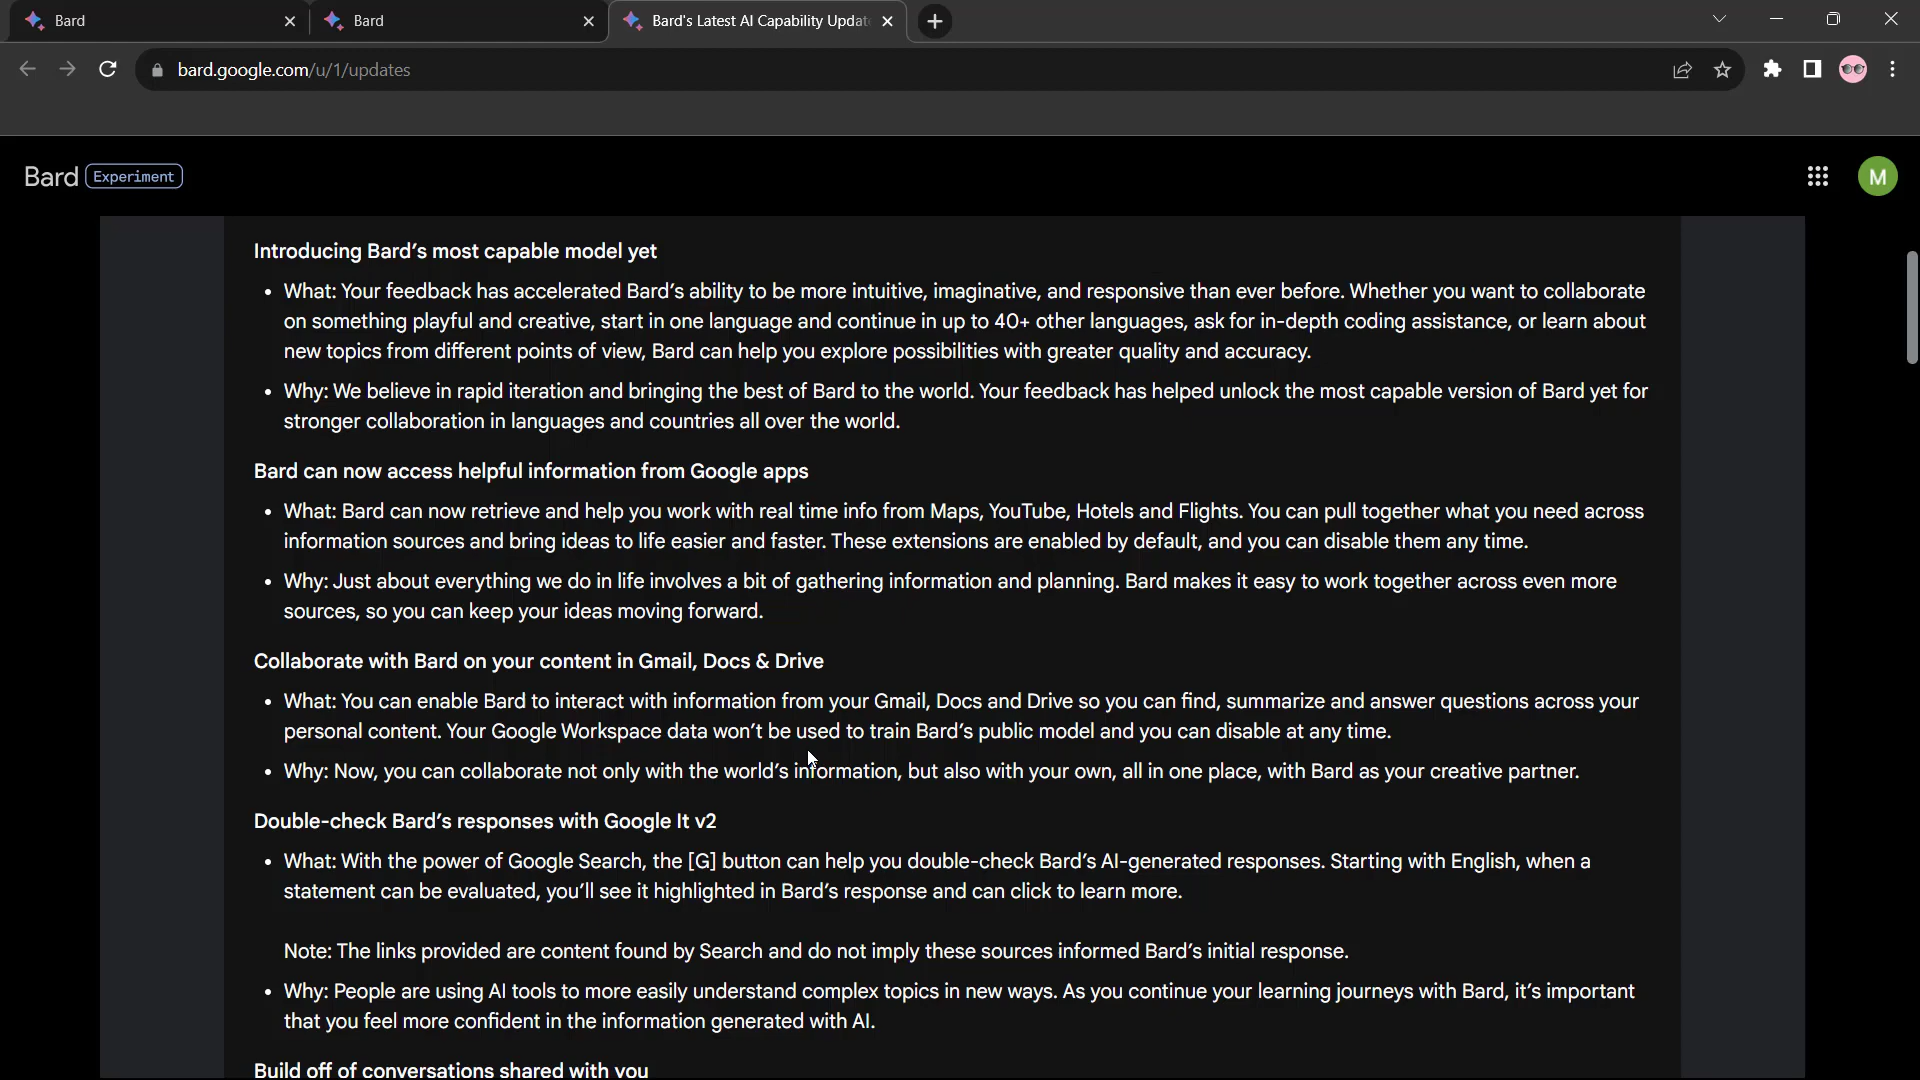 Bard
Bard
Bard's Latest AI Capability Updat
bard.google.com/u/1/updates
Bard Experiment
M
Introducing Bard's most capable model yet
• What: Your feedback has accelerated Bard's ability to be more intuitive, imaginative, and responsive than ever before. Whether you want to collaborate
on something playful and creative, start in one language and continue in up to 40+ other languages, ask for in-depth coding assistance, or learn about
new topics from different points of view, Bard can help you explore possibilities with greater quality and accuracy.
• Why: We believe in rapid iteration and bringing the best of Bard to the world. Your feedback has helped unlock the most capable version of Bard yet for
stronger collaboration in languages and countries all over the world.
Bard can now access helpful information from Google apps
• What: Bard can now retrieve and help you work with real time info from Maps, YouTube, Hotels and Flights. You can pull together what you need across
information sources and bring ideas to life easier and faster. These extensions are enabled by default, and you can disable them any time.
• Why: Just about everything we do in life involves a bit of gathering information and planning. Bard makes it easy to work together across even more
sources, so you can keep your ideas moving forward.
Collaborate with Bard on your content in Gmail, Docs & Drive
• What: You can enable Bard to interact with information from your Gmail, Docs and Drive so you can find, summarize and answer questions across your
personal content. Your Google Workspace data won't be used to train Bard's public model and you can disable at any time.
• Why: Now, you can collaborate not only with the world's information, but also with your own, all in one place, with Bard as your creative partner.
Double-check Bard's responses with Google It v2
• What: With the power of Google Search, the [G] button can help you double-check Bard's AI-generated responses. Starting with English, when a
statement can be evaluated, you'll see it highlighted in Bard's response and can click to learn more.
Note: The links provided are content found by Search and do not imply these sources informed Bard's initial response.
• Why: People are using AI tools to more easily understand complex topics in new ways. As you continue your learning journeys with Bard, it's important
that you feel more confident in the information generated with AI.
Build off of conversations shared with you